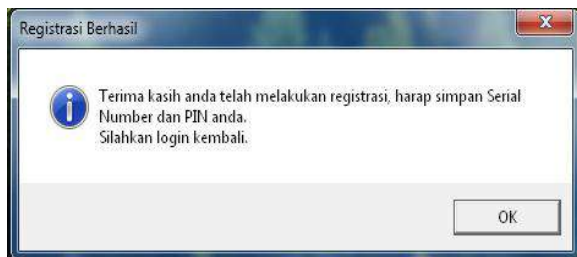 Registrasi Berhasil
Terima kasih anda telah melakukan registrasi, harap simpan Serial
Number dan PIN anda.
Silahkan login kembali.
OK